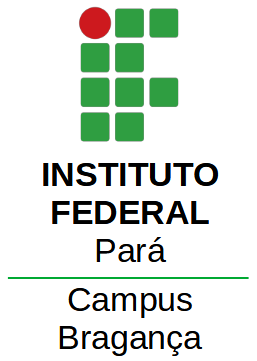 INSTITUTO
FEDERAL
Pará
Campus
Bragança